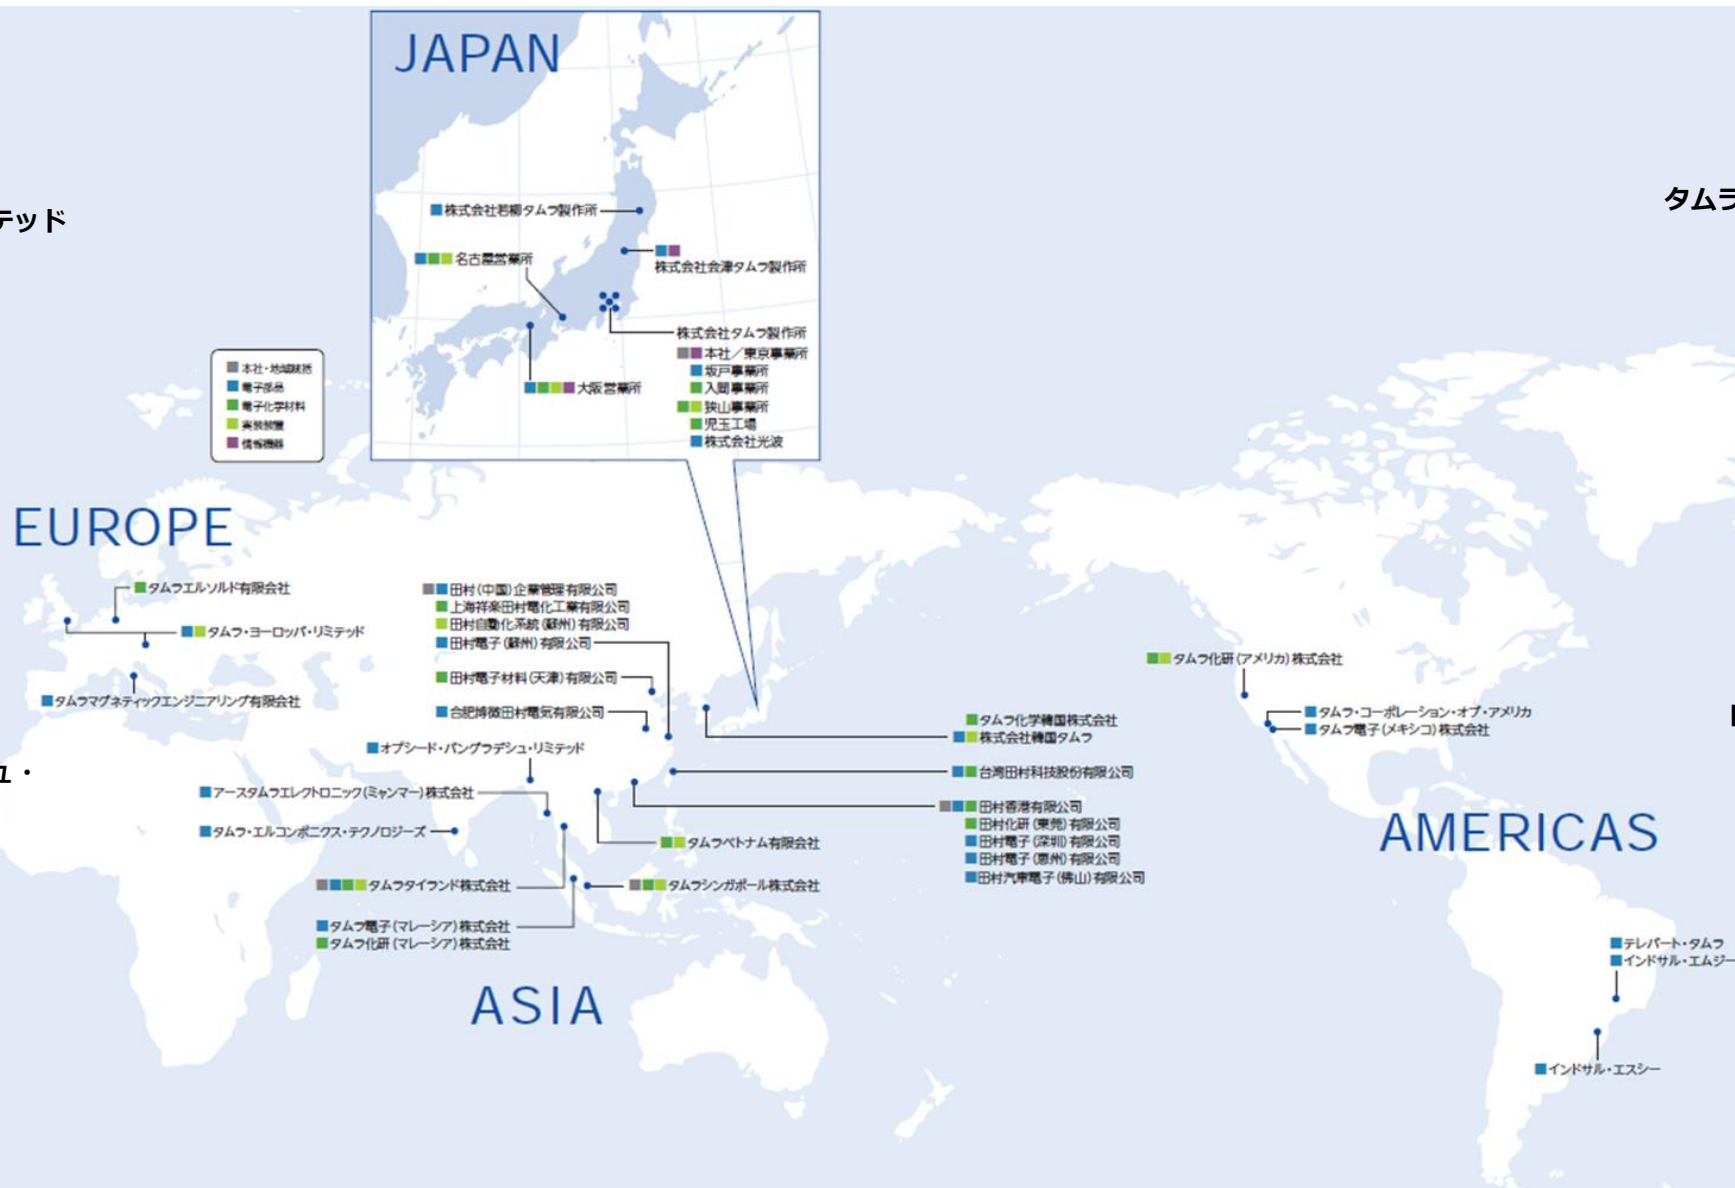 JAPAN
株式会社若柳タムラ製作所
名古屋営業所
株式会社会津タムラ製作所
株式会社タムラ製作所
本社／東京事業所
坂戸事業所
入間事業所
狭山事業所
児玉工場
株式会社光波
大阪営業所
テッド
タムラ
本社・地域統括
電子部品
電子化学材料
実装装置
情報機器
EUROPE
タムラエルソルド有限会社
タムラ・ヨーロッパ・リミテッド
タムラマグネティックエンジニアリング有限会社
田村(中国)企業管理有限公司
上海祥楽田村電化工業有限公司
田村自動化系統(蘇州)有限公司
田村電子(蘇州)有限公司
田村電子材料(天津)有限公司
合肥博微田村電気有限公司
オプシード・バングラデシュ・リミテッド
ュ・
アースタムラエレクトロニック(ミャンマー)株式会社
タムラ・エルコンポニクス・テクノロジーズ
タムラタイランド株式会社
タムラ電子(マレーシア)株式会社
タムラ化研(マレーシア)株式会社
タムラベトナム有限会社
タムラシンガポール株式会社
タムラ化学韓国株式会社
株式会社韓国タムラ
台湾田村科技股份有限公司
田村香港有限公司
田村化研(東莞)有限公司
田村電子(深圳)有限公司
田村電子(恵州)有限公司
田村汽車電子(佛山)有限公司
ASIA
タムラ化研(アメリカ)株式会社
タムラ・コーポレーション・オブ・アメリカ
タムラ電子(メキシコ)株式会社
AMERICAS
テレパート・タムラ
インドサル・エムジー
インドサル・エスシー